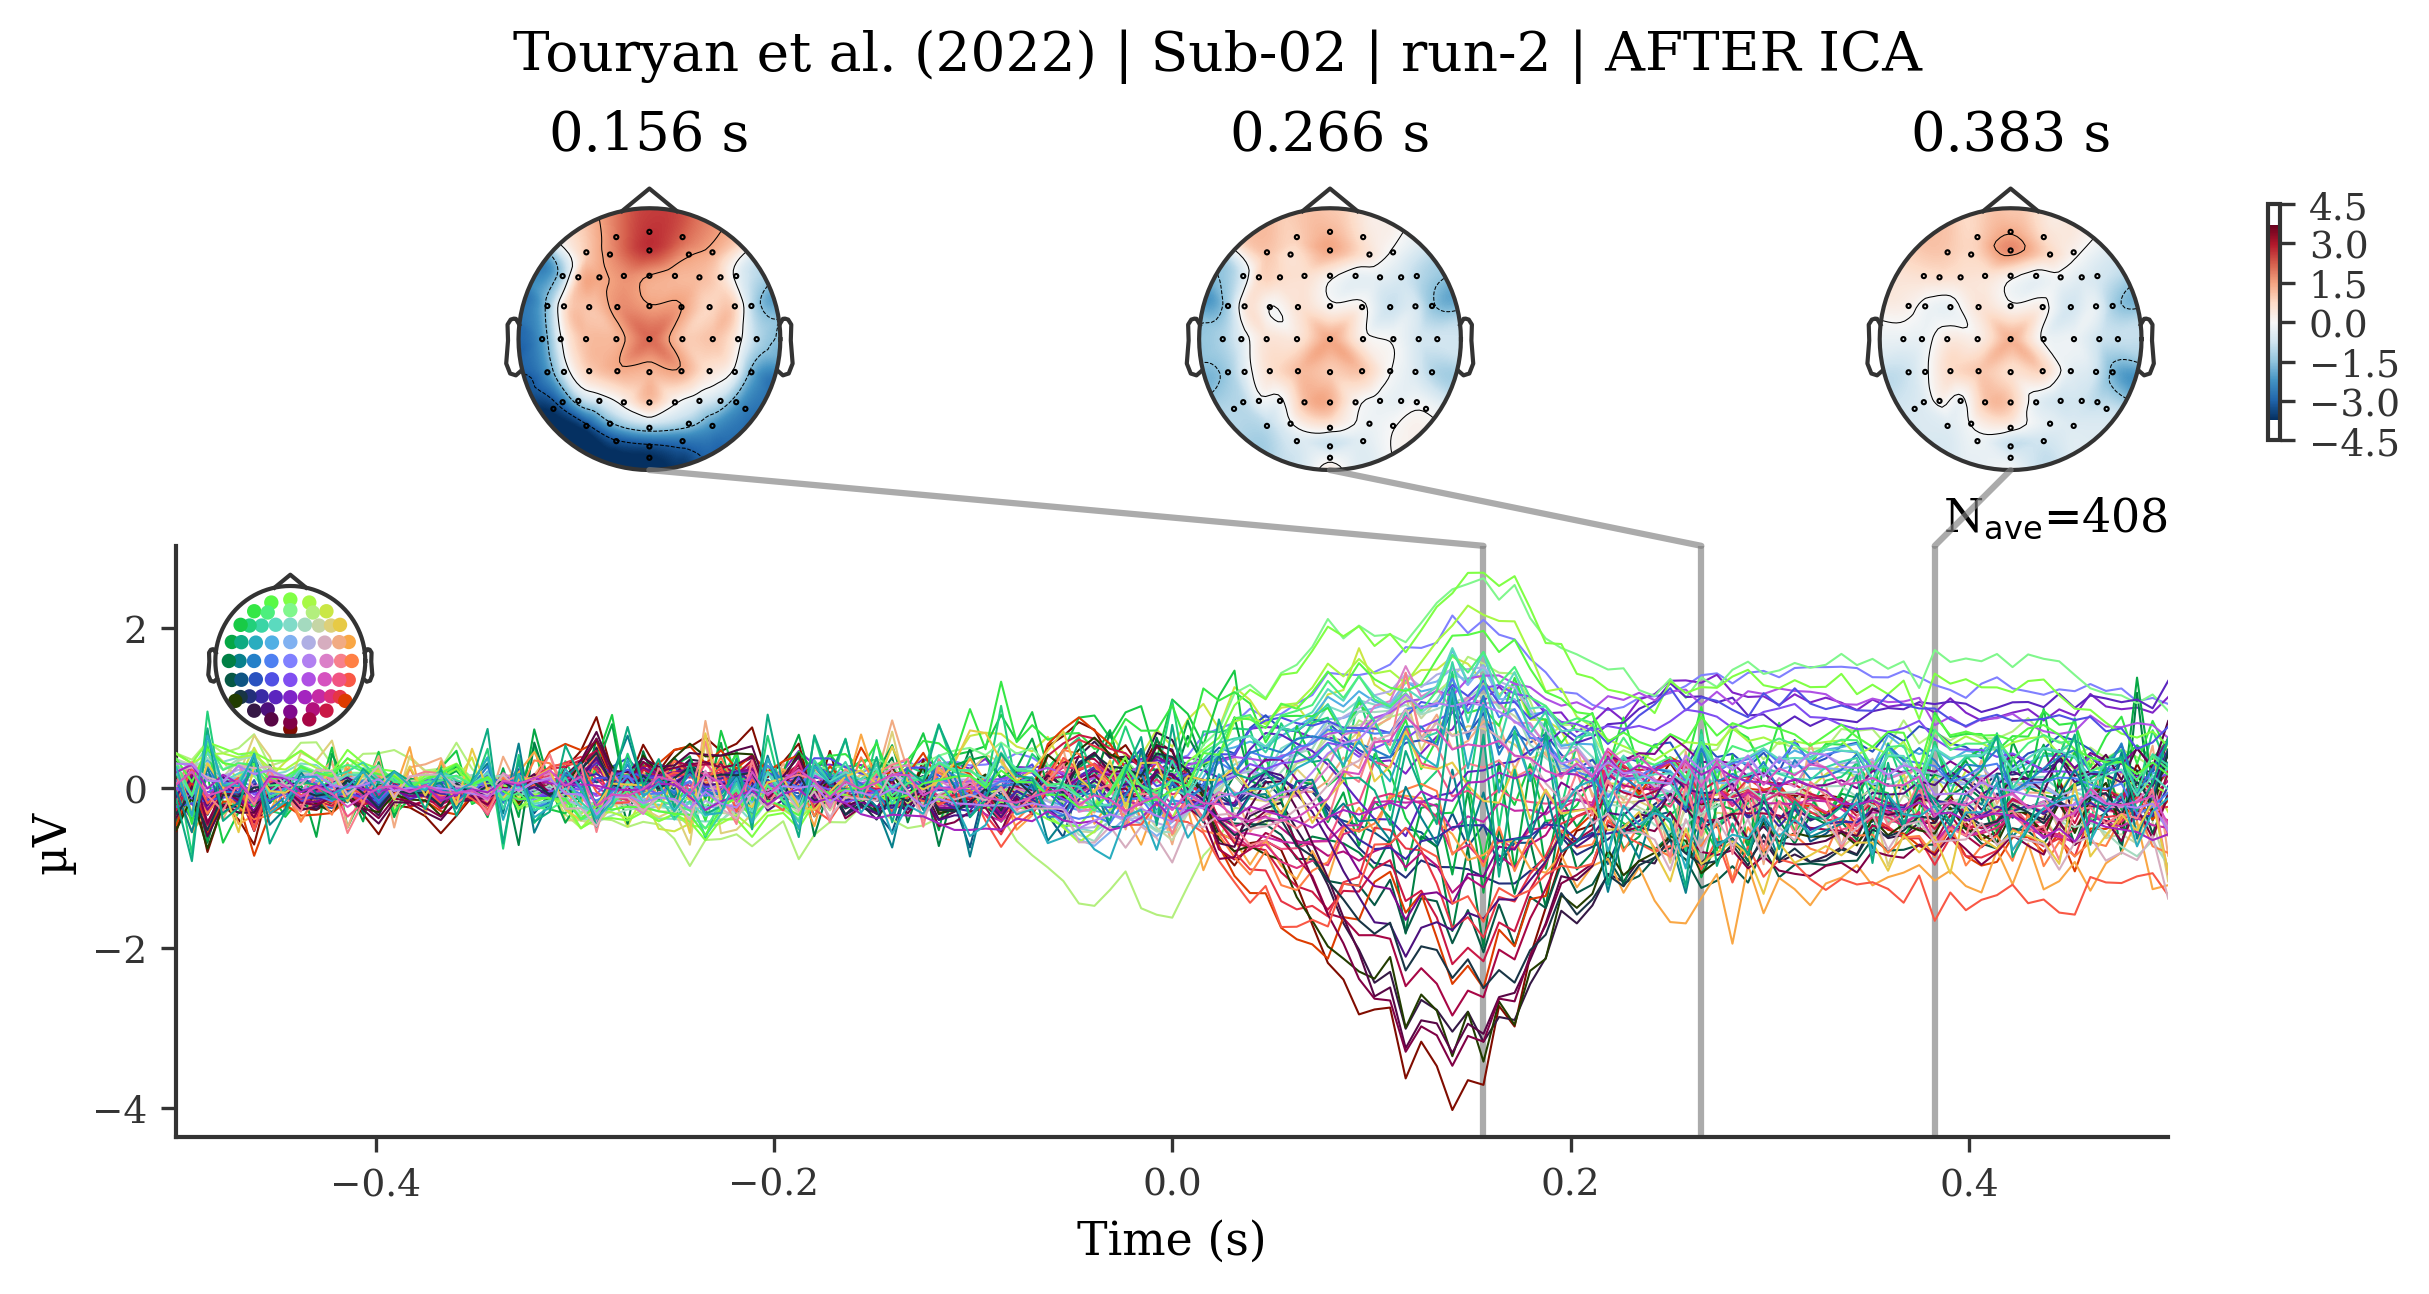 Touryan et al. (2022) | Sub-02 | run-2 | AFTER ICA
0.156 s
0.266 s
0.383 s
4.5
3.0
1.5
0.0
−1.5
−3.0
−4.5
Nave=408
2
0
−2
−4
µV
−0.4
−0.2
0.0
0.2
0.4
Time (s)